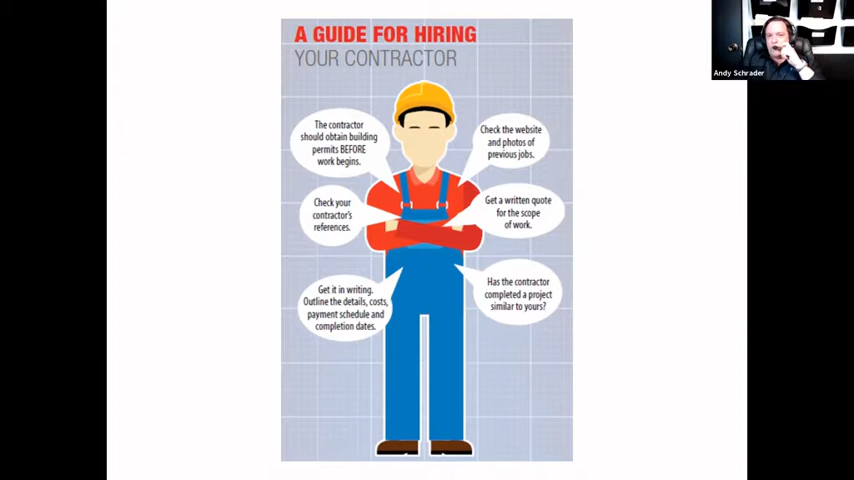 A GUIDE FOR HIRING
YOUR CONTRACTOR
The contractor
should obtain building
permits BEFORE
work begins.
Check the website
and photos of
previous jobs.
Check your
contractor's
references.
Get a written quote
for the scope
of work.
Get it in writing.
Outline the details, costs,
payment schedule and
completion dates.
Has the contractor
completed a project
similar to yours?
Andy Schrader